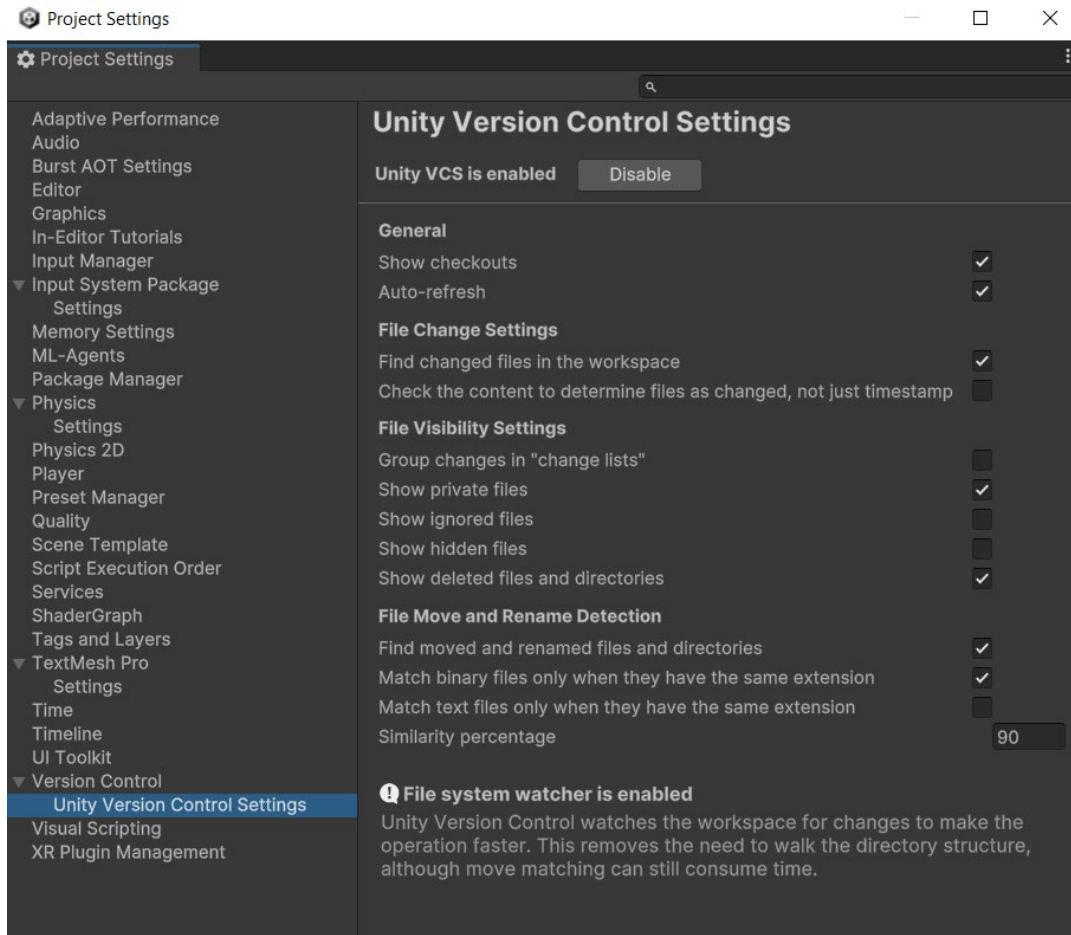 Project Settings
Project Settings
Adaptive Performance
Audio
Burst AOT Settings
Editor
Graphics
In-Editor Tutorials
Input Manager
Input System Package
Settings
Memory Settings
ML-Agents
Package Manager
Physics
Settings
Physics 2D
Player
Preset Manager
Quality
Scene Template
Script Execution Order
Services
ShaderGraph
Tags and Layers
TextMesh Pro
Settings
Time
Timeline
UI Toolkit
Version Control
Unity Version Control Settings
Visual Scripting
XR Plugin Management
Unity Version Control Settings
Unity VCS is enabled Disable
General
Show checkouts
Auto-refresh
File Change Settings
Find changed files in the workspace
Check the content to determine files as changed, not just timestamp
File Visibility Settings
Group changes in "change lists"
Show private files
Show ignored files
Show hidden files
Show deleted files and directories
File Move and Rename Detection
Find moved and renamed files and directories
Match binary files only when they have the same extension
Match text files only when they have the same extension
Similarity percentage 90
File system watcher is enabled
Unity Version Control watches the workspace for changes to make the
operation faster. This removes the need to walk the directory structure,
although move matching can still consume time.